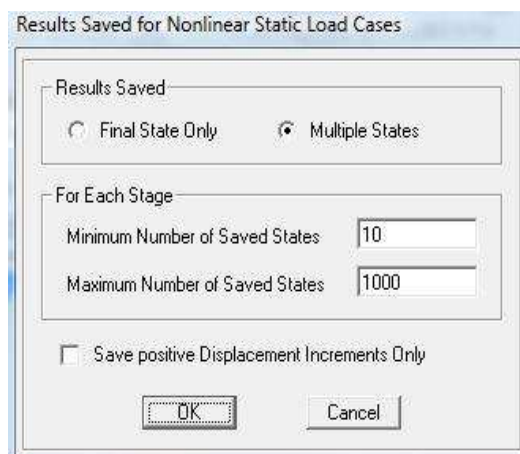 Results Saved for Nonlinear Static Load Cases
Results Saved
Final State Only Multiple States
For Each Stage
Minimum Number of Saved States 10
Maximum Number of Saved States 1000
Save positive Displacement Increments Only
OK Cancel